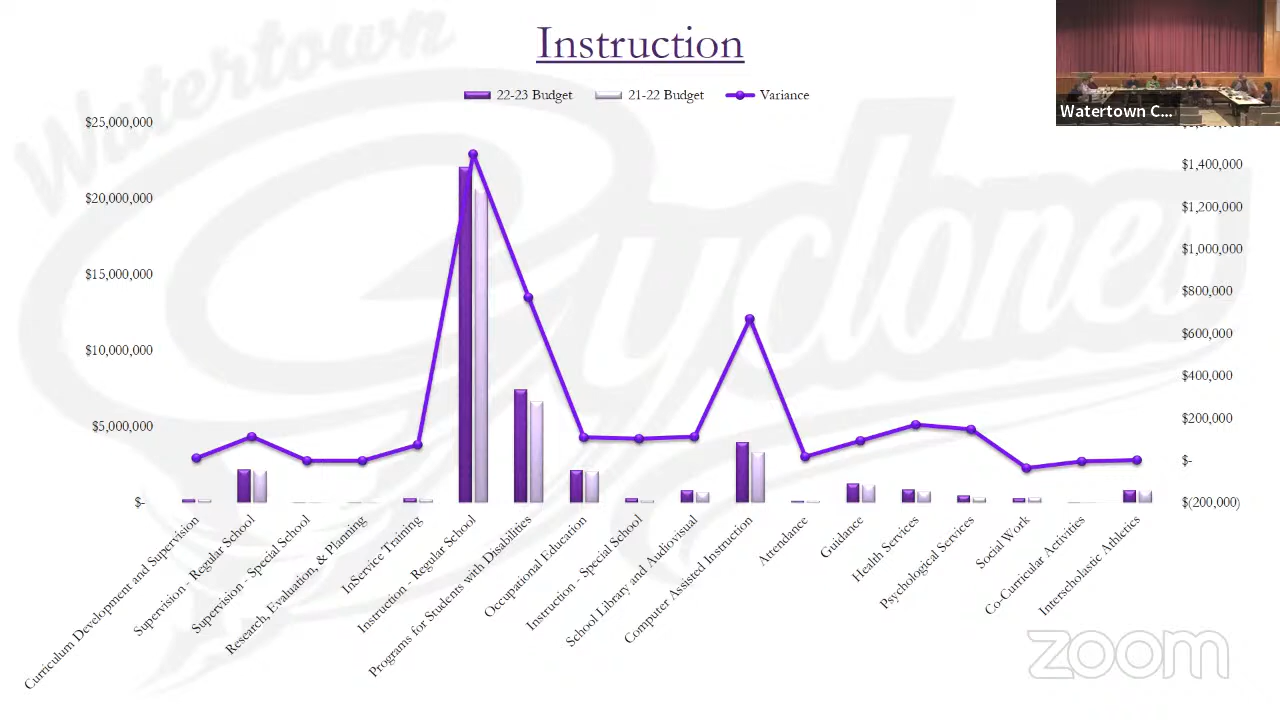 Instruction
Watertown
Cyclones
Watertown C...
22-23 Budget
21-22 Budget
Variance
$25,000,000
$20,000,000
$15,000,000
$10,000,000
$5,000,000
$-
$1,400,000
$1,200,000
$1,000,000
$800,000
$600,000
$400,000
$200,000
$-
$(200,000)
Curriculum Development and Supervision
Supervision - Regular School
Supervision - Special School
Research, Evaluation, & Planning
InService Training
Instruction - Regular School
Programs for Students with Disabilities
Occupational Education
Instruction - Special School
School Library and Audiovisual
Computer Assisted Instruction
Attendance
Guidance
Health Services
Psychological Services
Social Work
Co-Curricular Activities
Interscholastic Athletics
zoom